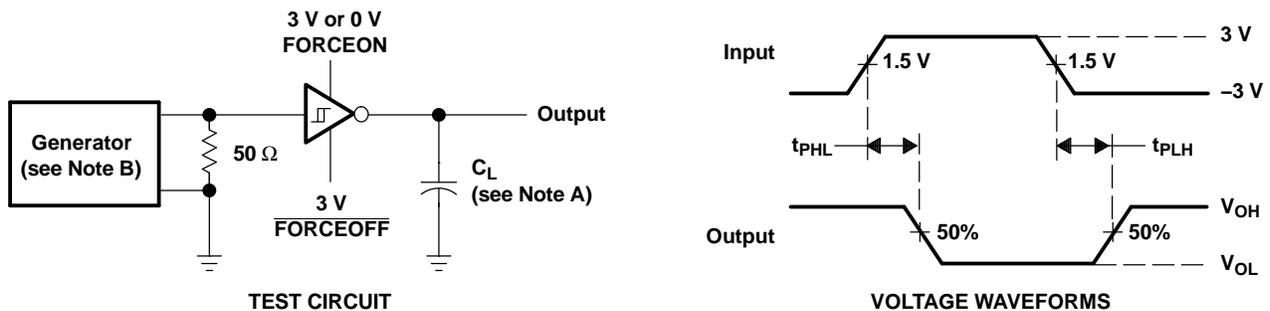 3 V or 0 V
FORCEON
Generator
(see Note B)
50 Ω
3 V
FORCEOFF
Output
CL
(see Note A)
TEST CIRCUIT
Input
1.5 V
1.5 V
3 V
–3 V
tPHL
tPLH
Output
50%
50%
VOH
VOL
VOLTAGE WAVEFORMS